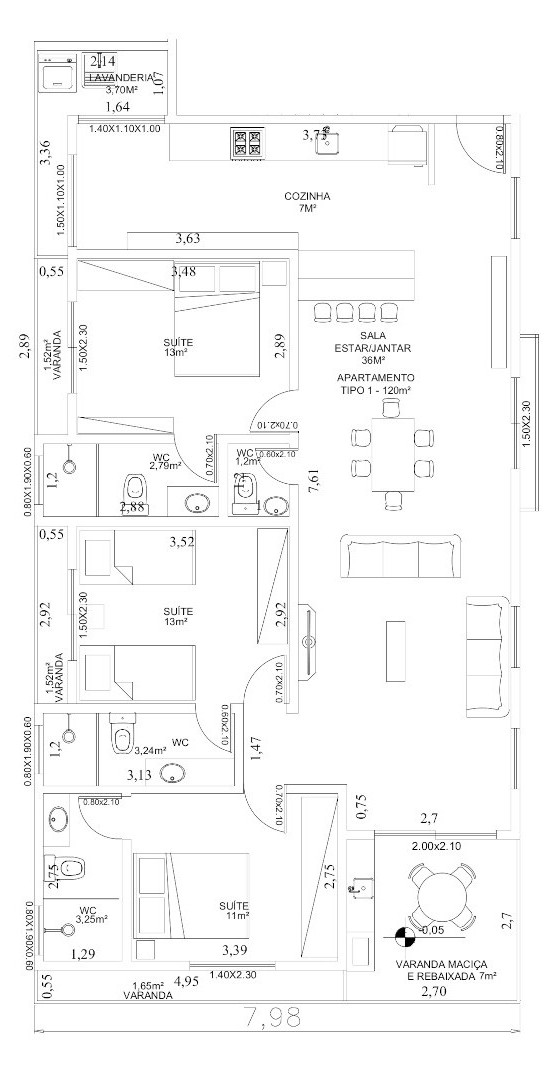 2,14
LAVANDERIA
3,70M²
1,07
1,64
1.40X1.10X1.00
3,36
1.50X1.10X1.00
0.80x2.10
COZINHA
7M²
3,63
0,55
3,48
2,89
1,52m²
VARANDA
1.50X2.30
SUÍTE
13m²
2,89
SALA
ESTAR/JANTAR
36M²
APARTAMENTO
TIPO 1 - 120m²
1.50X2.30
0.70x2.10
0.80X1.90X0.60
1,2
WC
2,79m²
0.70x2.10
2,88
WC
1,2m²
0.60x2.10
7,61
0,55
3,52
2,92
1,52m²
VARANDA
1.50X2.30
SUÍTE
13m²
2,92
0.70x2.10
0.80X1.90X0.60
1,2
WC
3,24m²
0.60x2.10
3,13
1,47
0.80x2.10
0.70x2.10
0,75
2,7
2.00x2.10
2,75
2,75
0.80X1.90X0.60
WC
3,25m²
1,29
SUÍTE
11m²
3,39
1.40X2.30
2,7
-0.05
VARANDA MACIÇA
E REBAIXADA 7m²
2,70
0,55
1,65m²
VARANDA
4,95
7,98